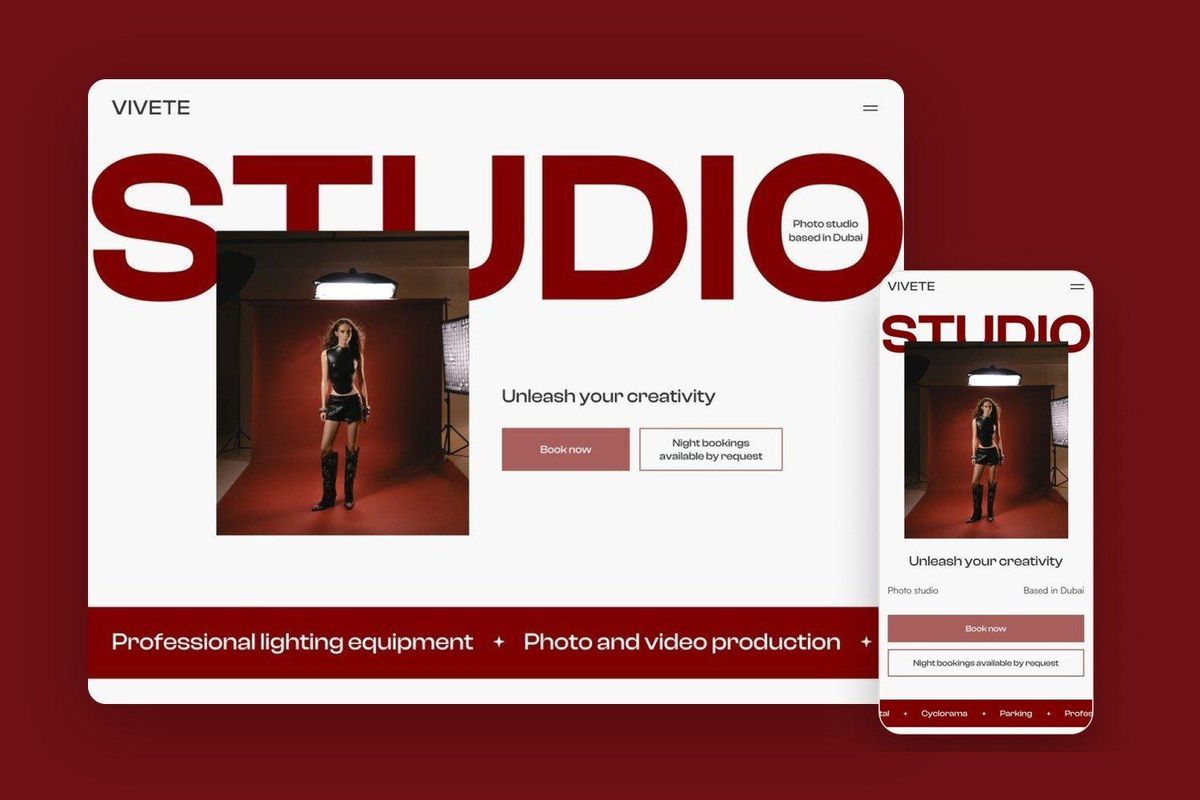 VIVETE
STUDIO
Photo studio
based in Dubai
Unleash your creativity
Book now
Night bookings
available by request
Professional lighting equipment ✦ Photo and video production ✦
VIVETE
STUDIO
Unleash your creativity
Photo studio
Based in Dubai
Book now
Night bookings available by request
tal ✦ Cyclorama ✦ Parking ✦ Profes